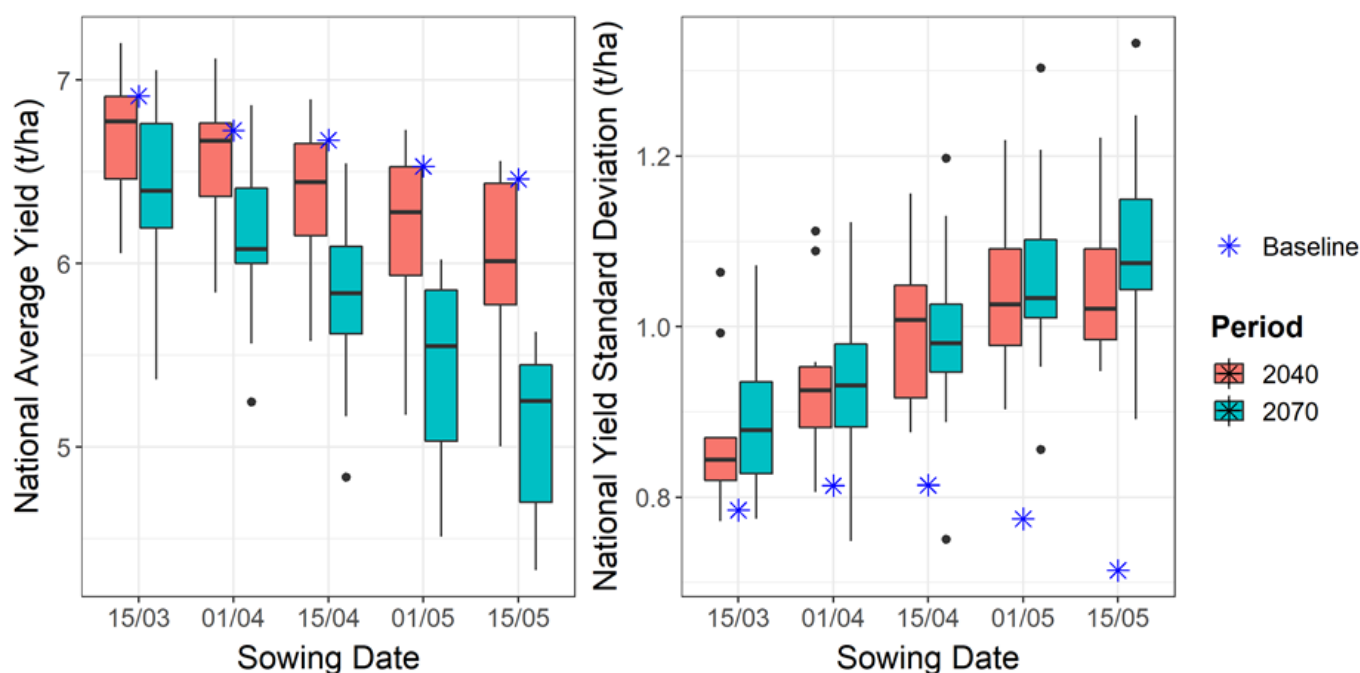 National Average Yield (t/ha)
7
6
5
15/03 01/04 15/04 01/05 15/05
Sowing Date
National Yield Standard Deviation (t/ha)
1.2
1.0
0.8
15/03 01/04 15/04 01/05 15/05
Sowing Date
Baseline
Period
2040
2070